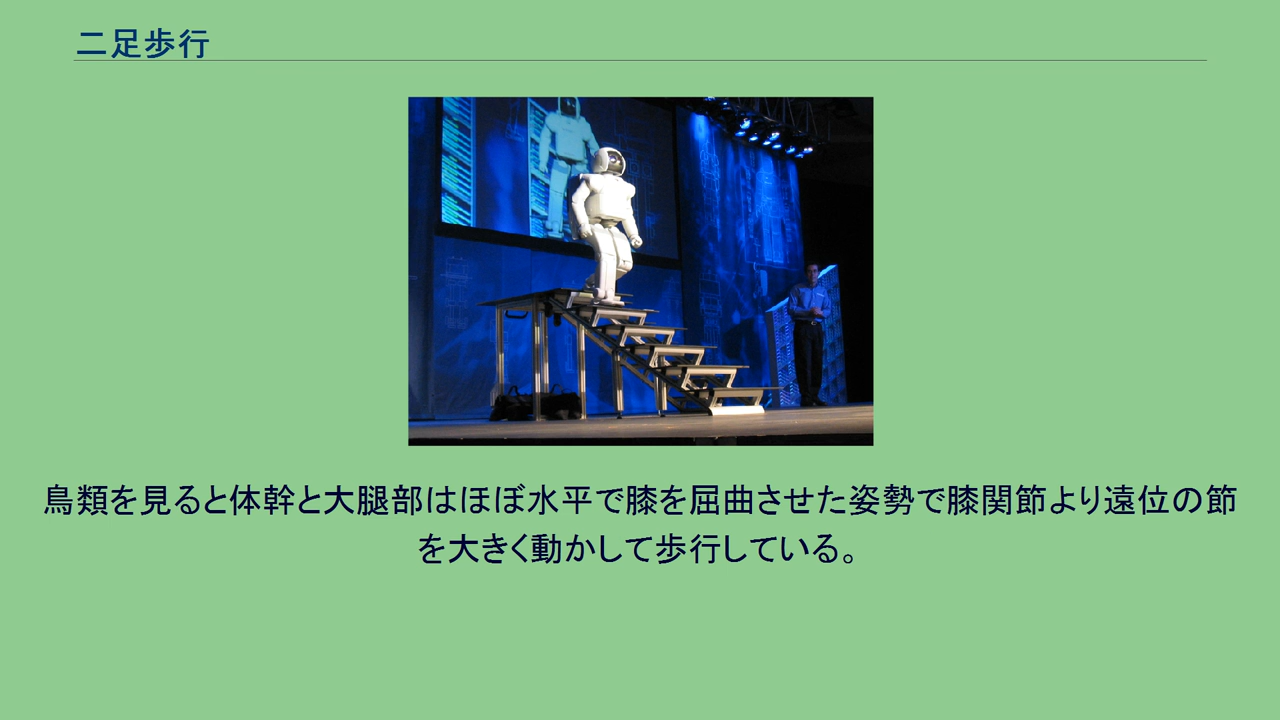 二足歩行
鳥類を見ると体幹と大腿部はほぼ水平で膝を屈曲させた姿勢で膝関節より遠位の節
を大きく動かして歩行している。